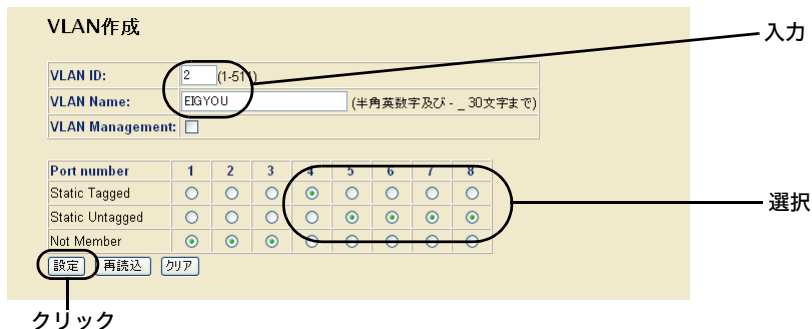 VLAN作成
入力
VLAN ID: 2 (1-511)
VLAN Name: EIGYOU (半角英数字及び - _ 30文字まで)
VLAN Management:
Port number 1 2 3 4 5 6 7 8
Static Tagged
選択
Static Untagged
Not Member
設定 再読込 クリア
クリック